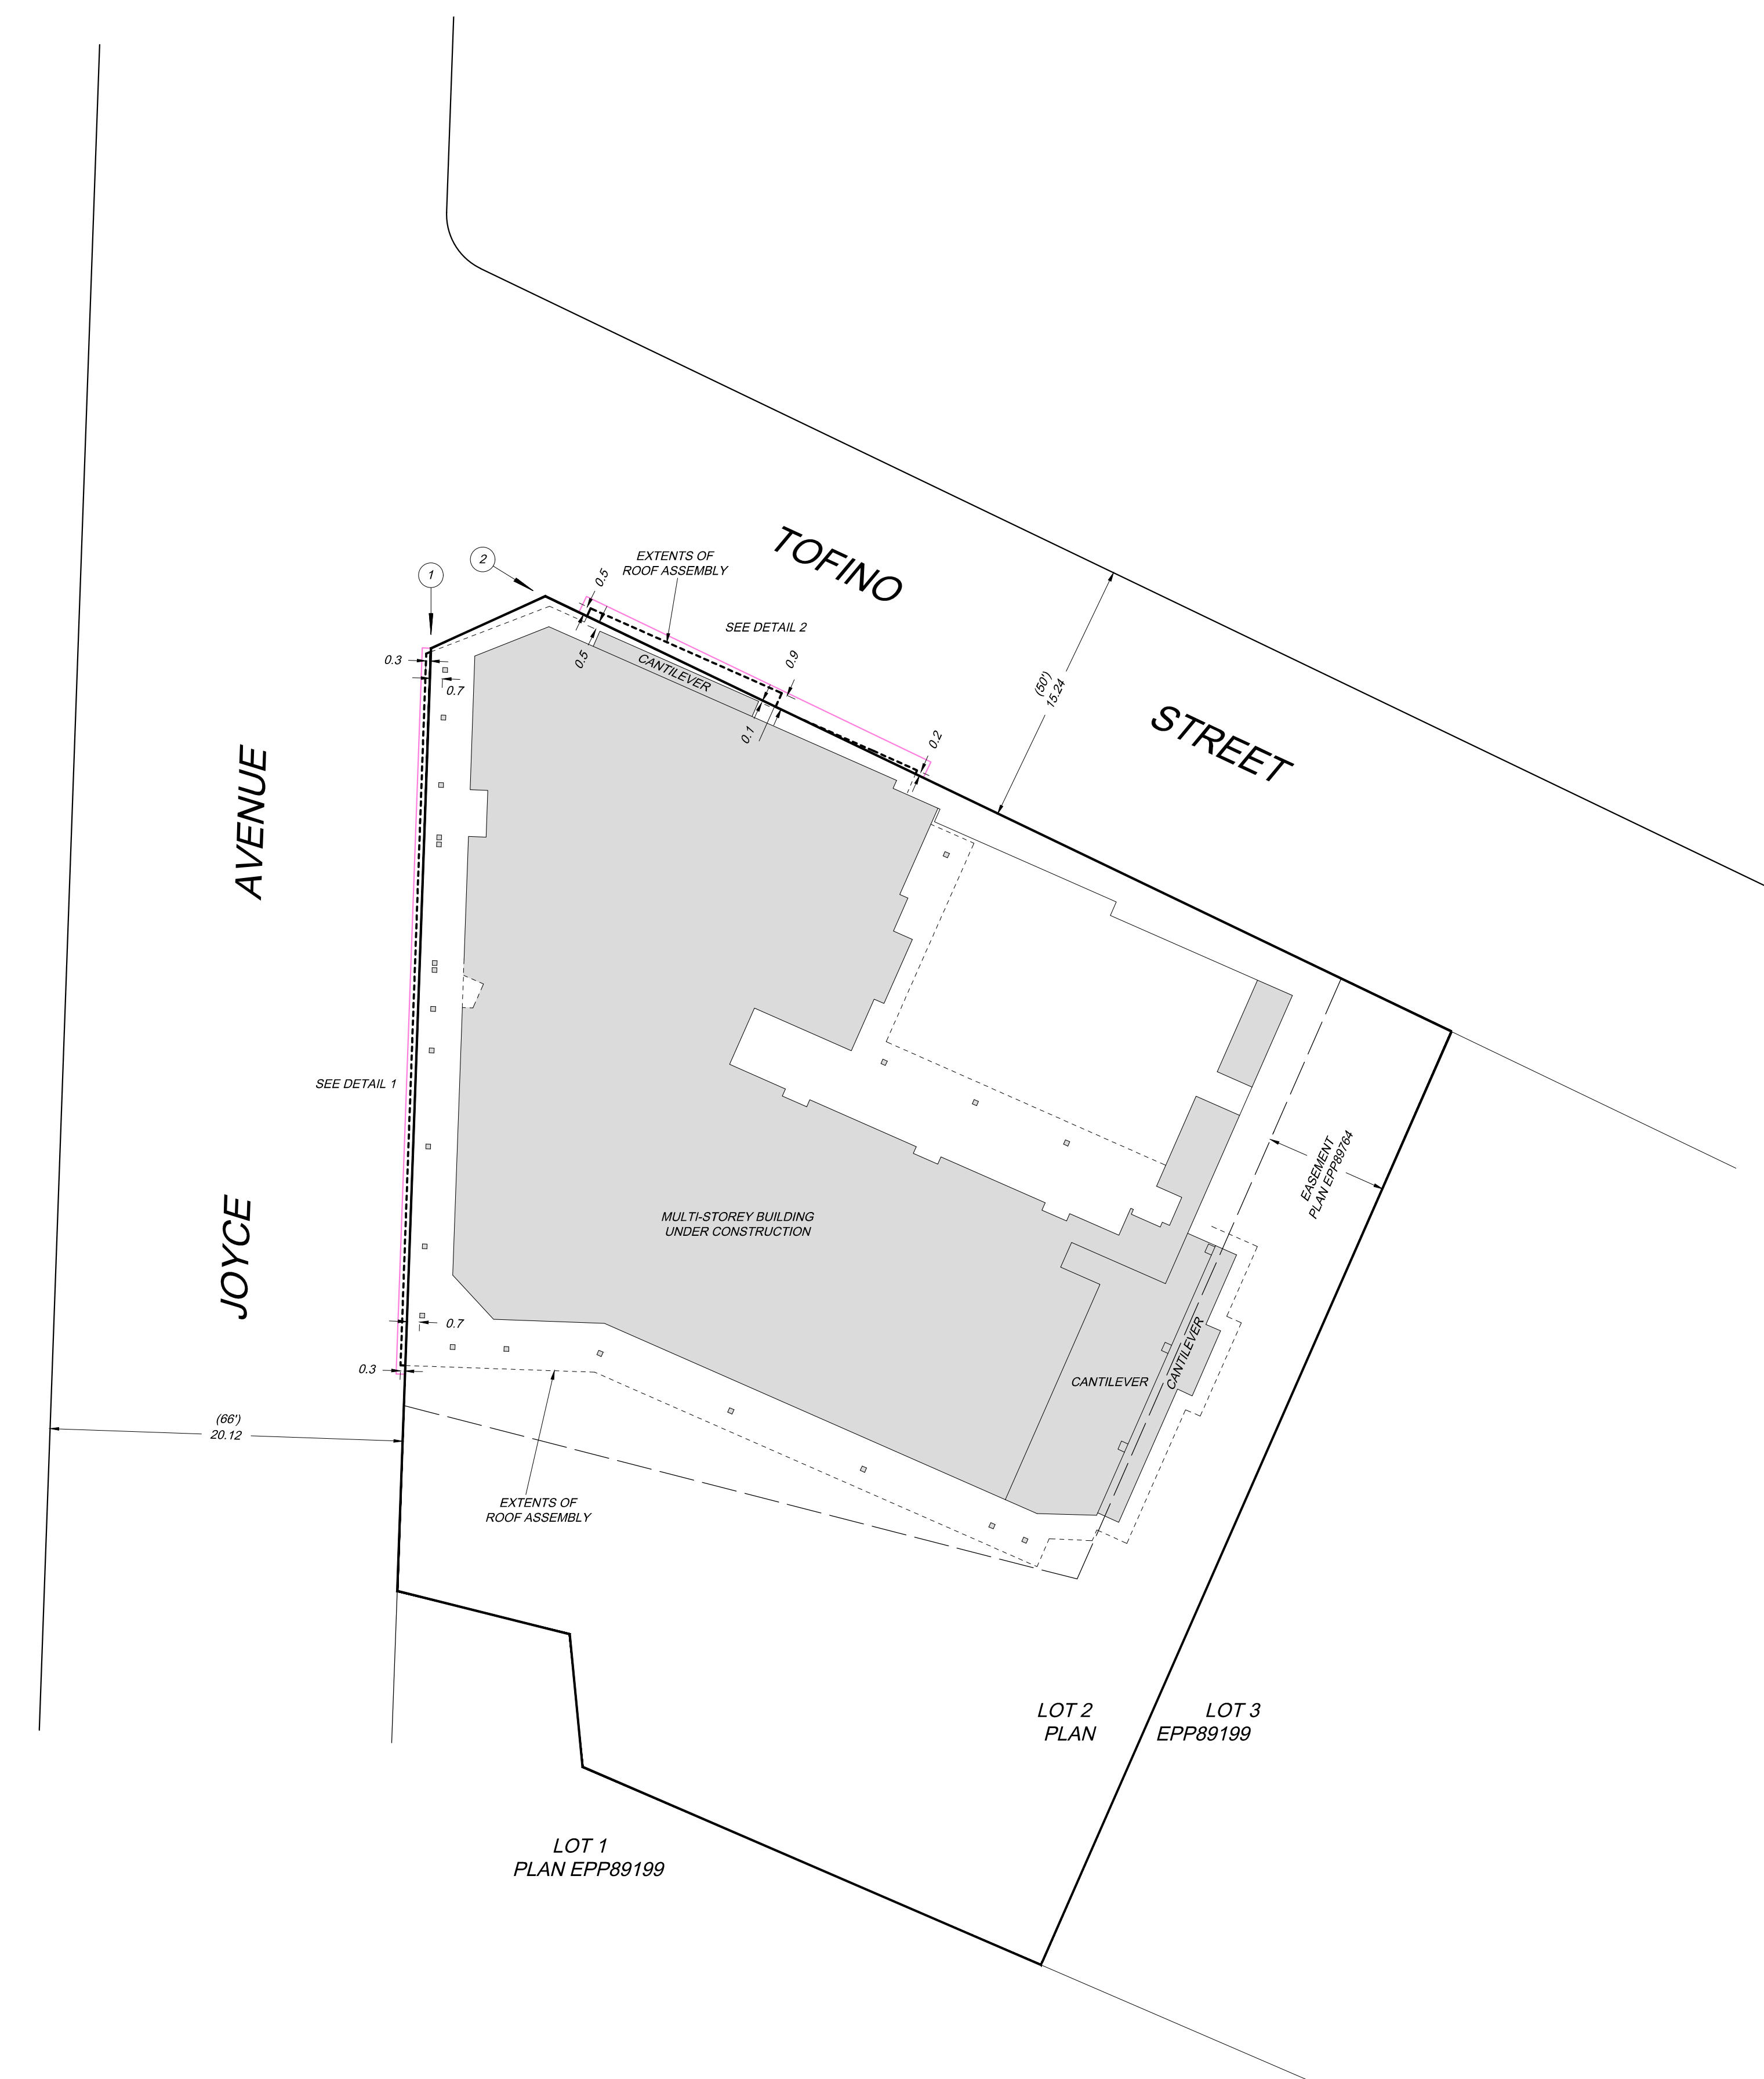 TOFINO
STREET
EXTENTS OF
ROOF ASSEMBLY
2
1
0.5
SEE DETAIL 2
0.3
0.7
0.5
CANTILEVER
0.9
0.1
0.2
(50')
15.24
AVENUE
JOYCE
SEE DETAIL 1
EASEMENT
PLAN EPP89764
MULTI-STOREY BUILDING
UNDER CONSTRUCTION
0.7
0.3
CANTILEVER
CANTILEVER
(66')
20.12
EXTENTS OF
ROOF ASSEMBLY
LOT 2
PLAN
LOT 3
EPP89199
LOT 1
PLAN EPP89199